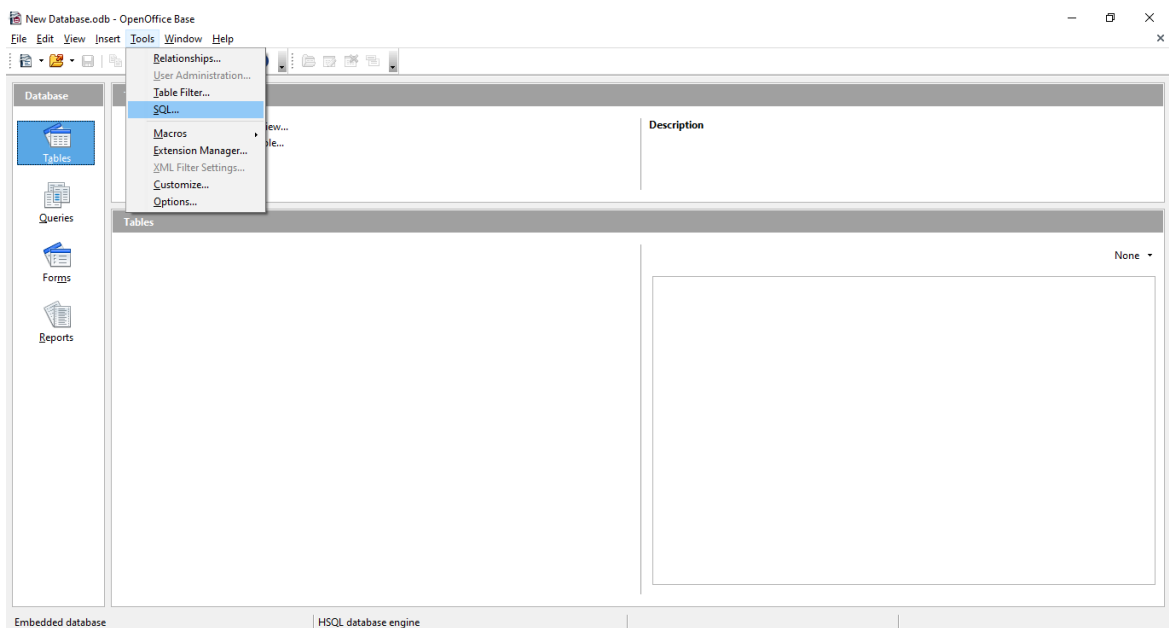 New Database.odb - OpenOffice Base
File Edit View Insert Tools Window Help
Relationships...
User Administration...
Table Filter...
SQL...
Macros
Extension Manager...
XML Filter Settings...
Customize...
Options...
Database
Tables
Queries
Forms
Reports
iew...
ble...
Description
Tables
None
Embedded database HSQL database engine